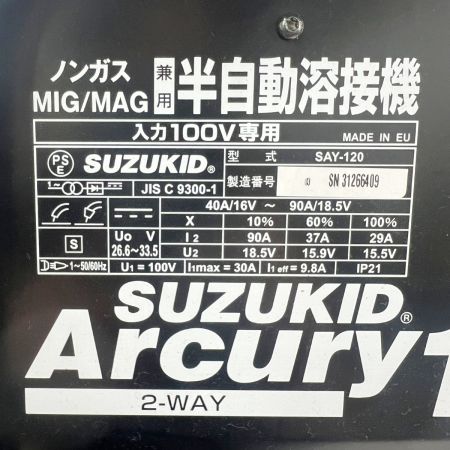 ノンガス
MIG/MAG 兼用 半自動溶接機
入力100V専用 MADE IN EU
PSE SUZUKID® 型式 SAY-120
JIS C 9300-1 製造番号 SN 31266409
40A/16V ～ 90A/18.5V
X 10% 60% 100%
S Uo V I2 90A 37A 29A
26.6~33.5 U2 18.5V 15.9V 15.5V
1~50/60Hz U1 = 100V I1max = 30A I1eff = 9.8A IP21
SUZUKID®
Arcury1
2-WAY